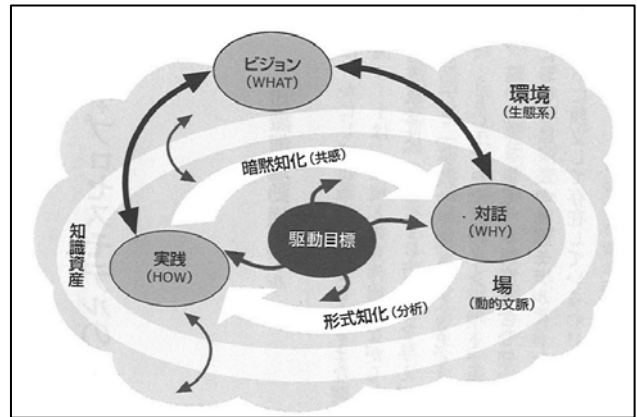 ビジョン
(WHAT)
環境
(生態系)
暗黙知化(共感)
対話
(WHY)
駆動目標
知識資産
実践
(HOW)
場
(動的文脈)
形式知化(分析)